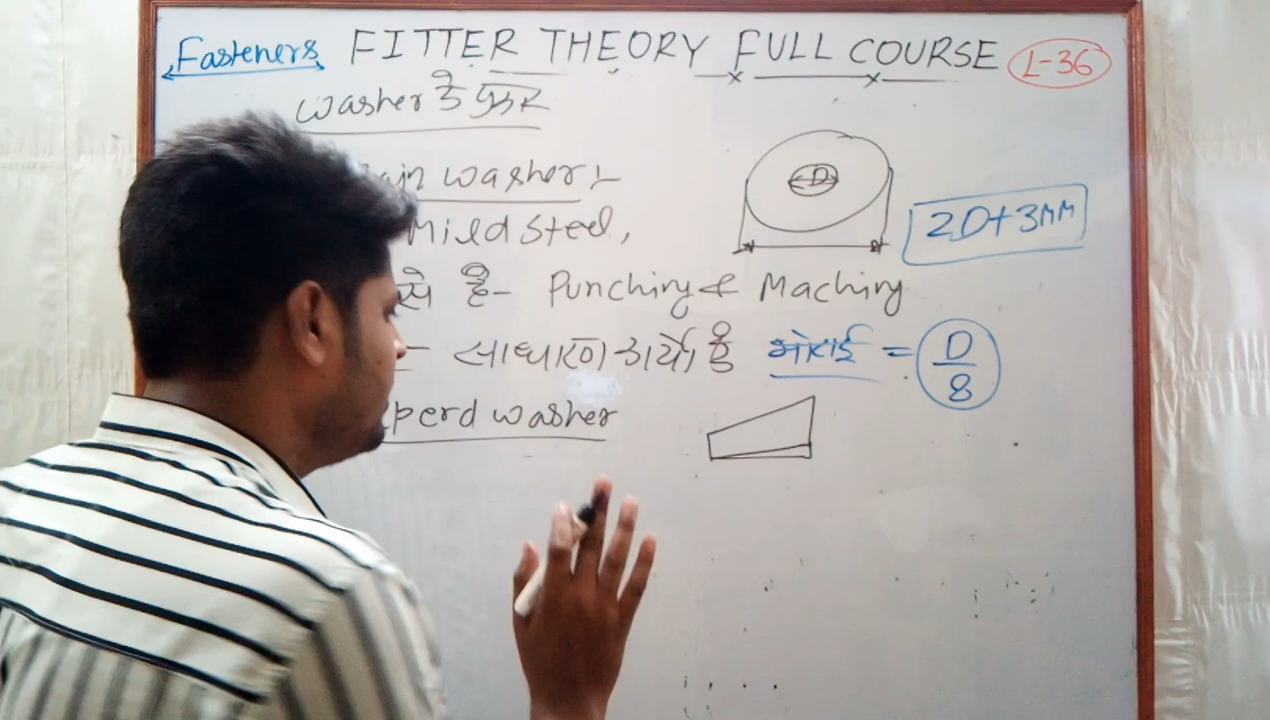 Fasteners FITTER THEORY FULL COURSE L-36
washer के प्रकार
ain washer :-
D
Mild Steel,
2D+3MM
से है- Punching & Maching
- साधारण कार्यो है मोटाई = D/8
perd washer